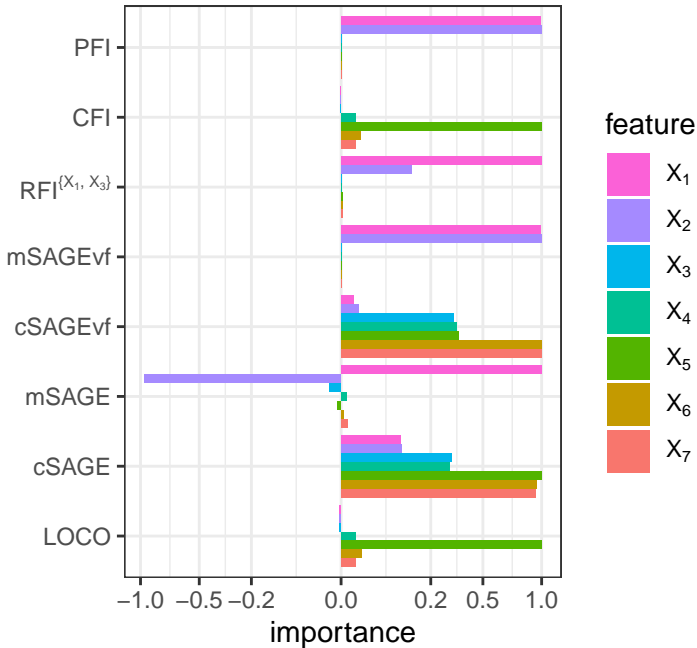 PFI
CFI
RFI^{X₁, X₃}
mSAGEvf
cSAGEvf
mSAGE
cSAGE
LOCO
−1.0 −0.5 −0.2 0.0 0.2 0.5 1.0
importance
feature
X₁
X₂
X₃
X₄
X₅
X₆
X₇